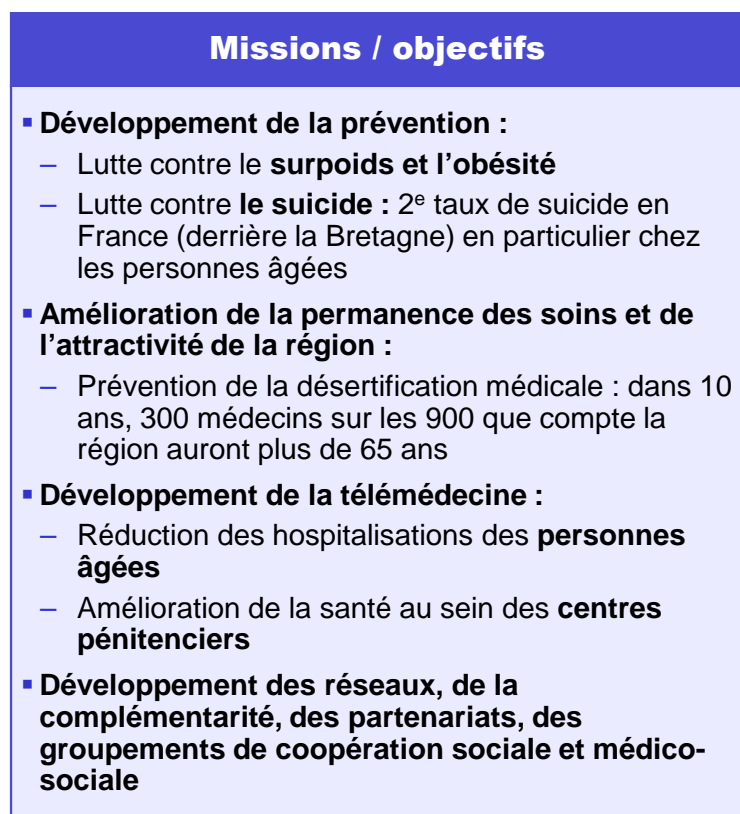 Missions / objectifs
▪ Développement de la prévention :
– Lutte contre le surpoids et l’obésité
– Lutte contre le suicide : 2e taux de suicide en
France (derrière la Bretagne) en particulier chez
les personnes âgées
▪ Amélioration de la permanence des soins et de
l’attractivité de la région :
– Prévention de la désertification médicale : dans 10
ans, 300 médecins sur les 900 que compte la
région auront plus de 65 ans
▪ Développement de la télémédecine :
– Réduction des hospitalisations des personnes
âgées
– Amélioration de la santé au sein des centres
pénitenciers
▪ Développement des réseaux, de la
complémentarité, des partenariats, des
groupements de coopération sociale et médico-
sociale